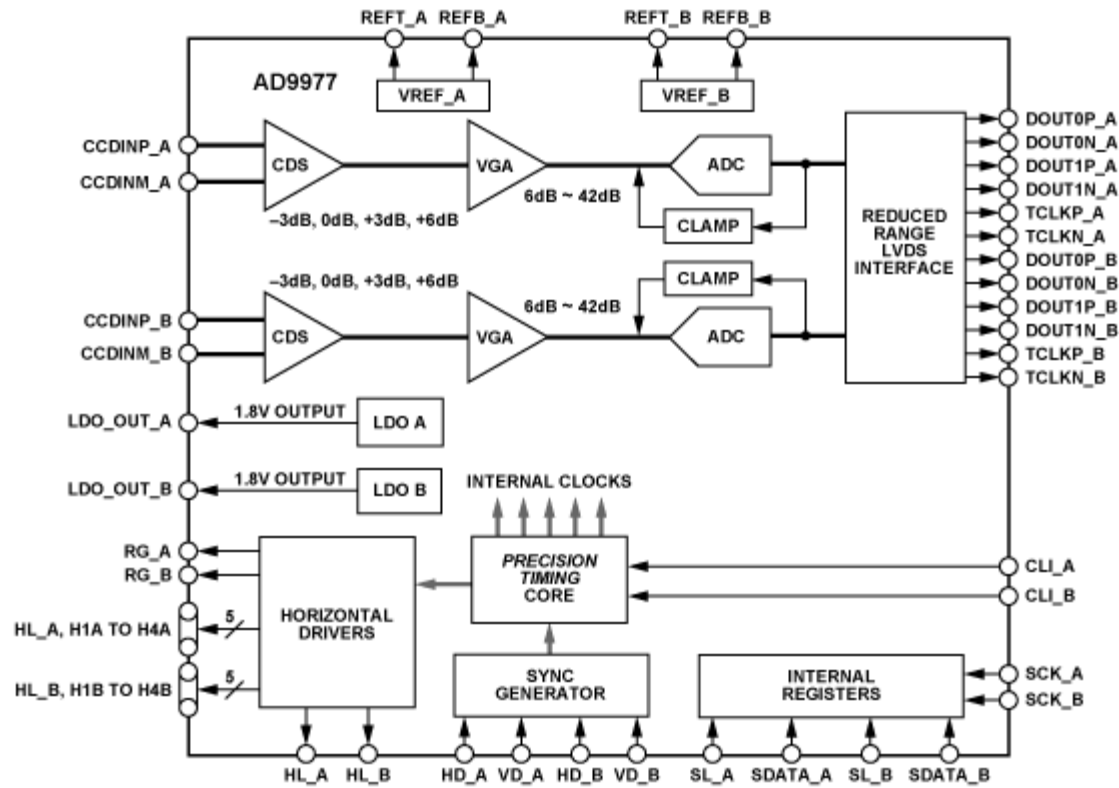 REFT_A REFB_A REFT_B REFB_B
AD9977
VREF_A
VREF_B
CCDINP_A
CCDINM_A
CDS
–3dB, 0dB, +3dB, +6dB
VGA
6dB ~ 42dB
ADC
CLAMP
CCDINP_B
CCDINM_B
CDS
–3dB, 0dB, +3dB, +6dB
VGA
6dB ~ 42dB
CLAMP
ADC
REDUCED
RANGE
LVDS
INTERFACE
DOUT0P_A
DOUT0N_A
DOUT1P_A
DOUT1N_A
TCLKP_A
TCLKN_A
DOUT0P_B
DOUT0N_B
DOUT1P_B
DOUT1N_B
TCLKP_B
TCLKN_B
LDO_OUT_A
1.8V OUTPUT
LDO A
LDO_OUT_B
1.8V OUTPUT
LDO B
INTERNAL CLOCKS
PRECISION
TIMING
CORE
CLI_A
CLI_B
RG_A
RG_B
HL_A, H1A TO H4A
5
HL_B, H1B TO H4B
5
HORIZONTAL
DRIVERS
SYNC
GENERATOR
INTERNAL
REGISTERS
SCK_A
SCK_B
HL_A HL_B HD_A VD_A HD_B VD_B SL_A SDATA_A SL_B SDATA_B